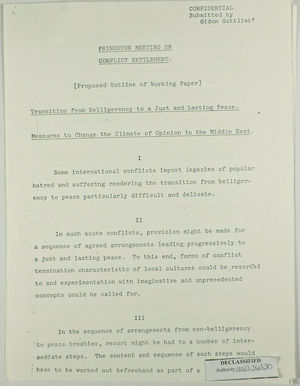 CONFIDENTIAL
Submitted by
Gidon Gottlieb*
PRINCETON MEETING ON
CONFLICT SETTLEMENT.
[Proposed Outline of Working Paper]
Transition from Belligerency to a Just and Lasting Peace.
Measures to Change the Climate of Opinion in the Middle East.
I
Some international conflicts import legacies of popular
hatred and suffering rendering the transition from belliger-
ency to peace particularly difficult and delicate.
II
In such acute conflicts, provision might be made for
a sequence of agreed arrangements leading progressively to
a just and lasting peace. To this end, forms of conflict
termination characteristic of local cultures could be resorted
to and experimentation with imaginative and unprecedented
concepts could be called for.
III
In the sequence of arrangements from non-belligerency
to peace treaties, resort might be had to a number of inter-
mediate steps. The content and sequence of such steps would
have to be worked out beforehand as part of a
DECLASSIFIED
Authority